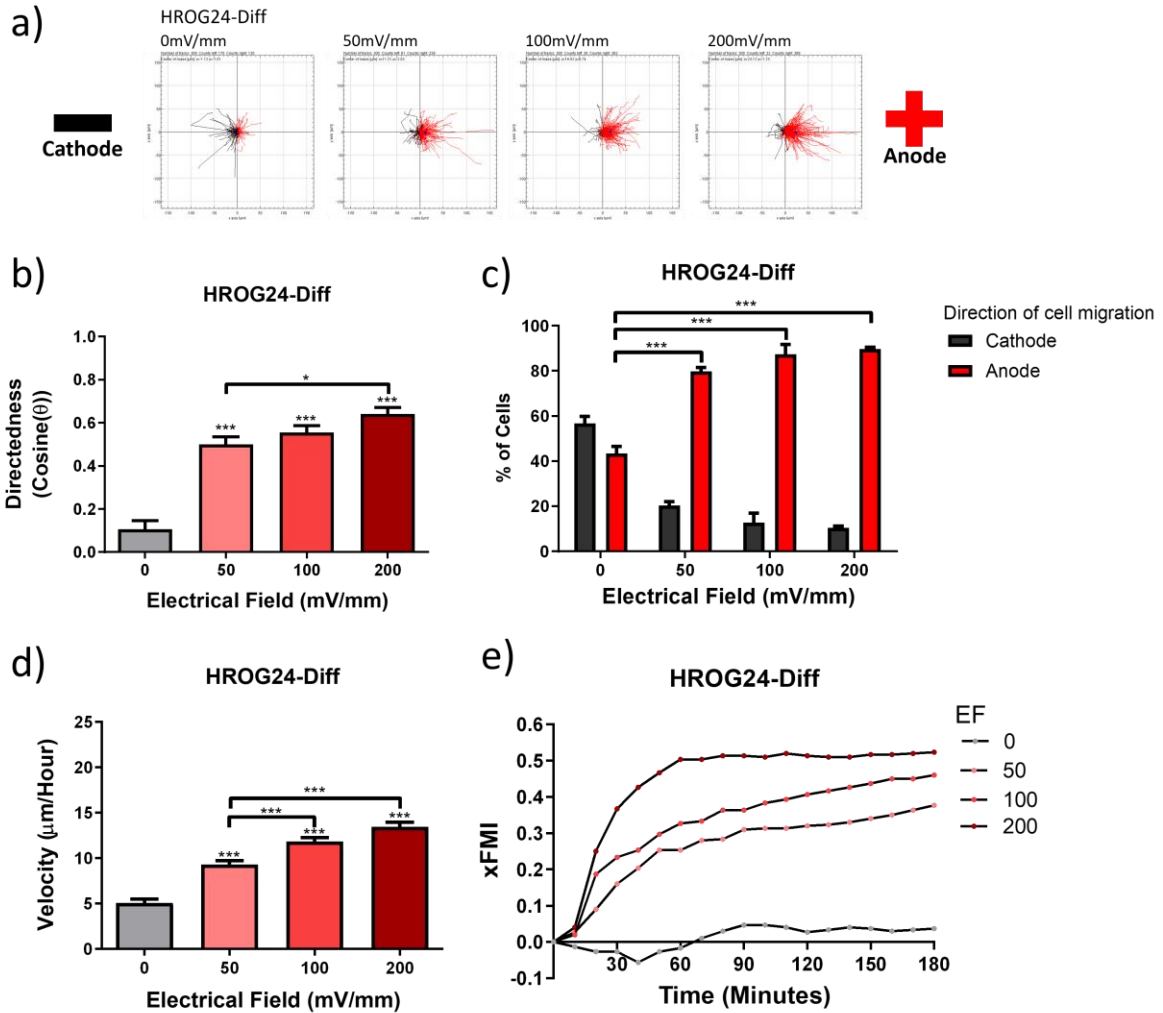 a)
HROG24-Diff
0mV/mm
50mV/mm
100mV/mm
200mV/mm
Cathode
Anode
b)
HROG24-Diff
Directedness
(Cosine(θ))
1.0
0.8
0.6
0.4
0.2
0.0
***
***
***
*
0
50
100
200
Electrical Field (mV/mm)
c)
HROG24-Diff
% of Cells
100
80
60
40
20
0
***
***
***
0
50
100
200
Electrical Field (mV/mm)
Direction of cell migration
Cathode
Anode
d)
HROG24-Diff
Velocity (μm/Hour)
25
20
15
10
5
0
***
***
***
***
***
0
50
100
200
Electrical Field (mV/mm)
e)
HROG24-Diff
xFMI
0.6
0.5
0.4
0.3
0.2
0.1
0.0
-0.1
30
60
90
120
150
180
Time (Minutes)
EF
0
50
100
200